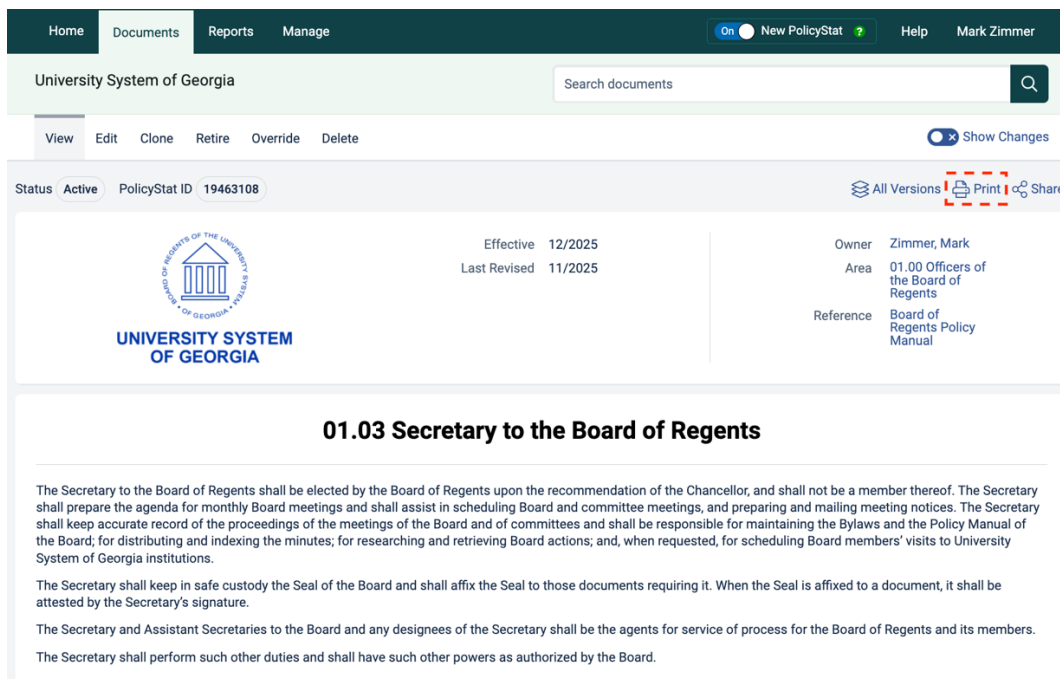 Home Documents Reports Manage On New PolicyStat ? Help Mark Zimmer
University System of Georgia Search documents
View Edit Clone Retire Override Delete Show Changes
Status Active PolicyStat ID 19463108 All Versions Print Share
BOARD OF REGENTS OF THE UNIVERSITY SYSTEM OF GEORGIA
UNIVERSITY SYSTEM
OF GEORGIA
Effective 12/2025
Last Revised 11/2025
Owner Zimmer, Mark
Area 01.00 Officers of
the Board of
Regents
Reference Board of
Regents Policy
Manual
01.03 Secretary to the Board of Regents
The Secretary to the Board of Regents shall be elected by the Board of Regents upon the recommendation of the Chancellor, and shall not be a member thereof. The Secretary
shall prepare the agenda for monthly Board meetings and shall assist in scheduling Board and committee meetings, and preparing and mailing meeting notices. The Secretary
shall keep accurate record of the proceedings of the meetings of the Board and of committees and shall be responsible for maintaining the Bylaws and the Policy Manual of
the Board; for distributing and indexing the minutes; for researching and retrieving Board actions; and, when requested, for scheduling Board members' visits to University
System of Georgia institutions.
The Secretary shall keep in safe custody the Seal of the Board and shall affix the Seal to those documents requiring it. When the Seal is affixed to a document, it shall be
attested by the Secretary's signature.
The Secretary and Assistant Secretaries to the Board and any designees of the Secretary shall be the agents for service of process for the Board of Regents and its members.
The Secretary shall perform such other duties and shall have such other powers as authorized by the Board.